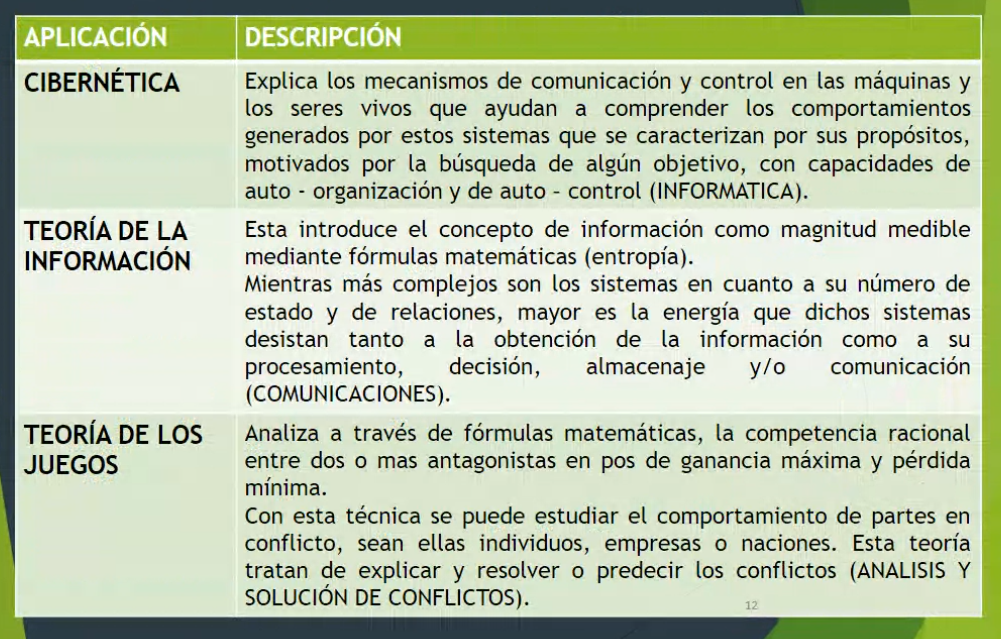 APLICACIÓN
DESCRIPCIÓN
CIBERNÉTICA
Explica los mecanismos de comunicación y control en las máquinas y
los seres vivos que ayudan a comprender los comportamientos
generados por estos sistemas que se caracterizan por sus propósitos,
motivados por la búsqueda de algún objetivo, con capacidades de
auto - organización y de auto – control (INFORMATICA).
TEORÍA DE LA
INFORMACIÓN
Esta introduce el concepto de información como magnitud medible
mediante fórmulas matemáticas (entropía).
Mientras más complejos son los sistemas en cuanto a su número de
estado y de relaciones, mayor es la energía que dichos sistemas
desistan tanto a la obtención de la información como a su
procesamiento, decisión, almacenaje y/o comunicación
(COMUNICACIONES).
TEORÍA DE LOS
JUEGOS
Analiza a través de fórmulas matemáticas, la competencia racional
entre dos o mas antagonistas en pos de ganancia máxima y pérdida
mínima.
Con esta técnica se puede estudiar el comportamiento de partes en
conflicto, sean ellas individuos, empresas o naciones. Esta teoría
tratan de explicar y resolver o predecir los conflictos (ANALISIS Y
SOLUCIÓN DE CONFLICTOS).
12